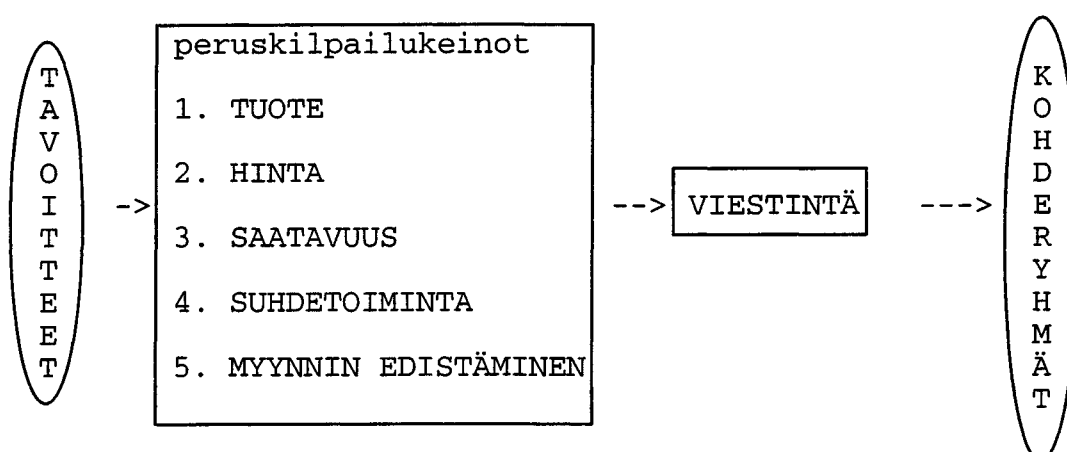 TAVOITTEET
->
peruskilpailukeinot
1. TUOTE
2. HINTA
3. SAATAVUUS
4. SUHDETOIMINTA
5. MYYNNIN EDISTÄMINEN
-->
VIESTINTÄ
--->
KOHDERYHMÄT